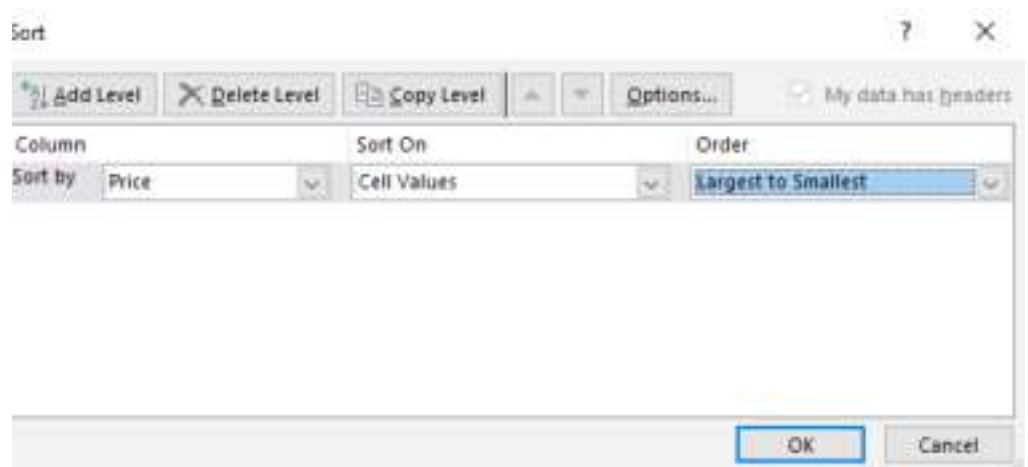 Sort ?
Add Level Delete Level Copy Level Options... My data has headers
Column Sort On Order
Sort by Price Cell Values Largest to Smallest
OK Cancel